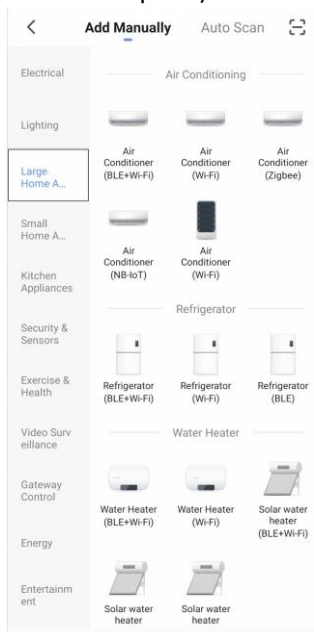 Add Manually
Auto Scan
Electrical
Lighting
Large
Home A...
Small
Home A...
Kitchen
Appliances
Security &
Sensors
Exercise &
Health
Video Surv
eillance
Gateway
Control
Energy
Entertainm
ent
Air Conditioning
Air
Conditioner
(BLE+Wi-Fi)
Air
Conditioner
(Wi-Fi)
Air
Conditioner
(Zigbee)
Air
Conditioner
(NB-IoT)
Air
Conditioner
(Wi-Fi)
Refrigerator
Refrigerator
(BLE+Wi-Fi)
Refrigerator
(Wi-Fi)
Refrigerator
(BLE)
Water Heater
Water Heater
(BLE+Wi-Fi)
Water Heater
(Wi-Fi)
Solar water
heater
(BLE+Wi-Fi)
Solar water
heater
Solar water
heater